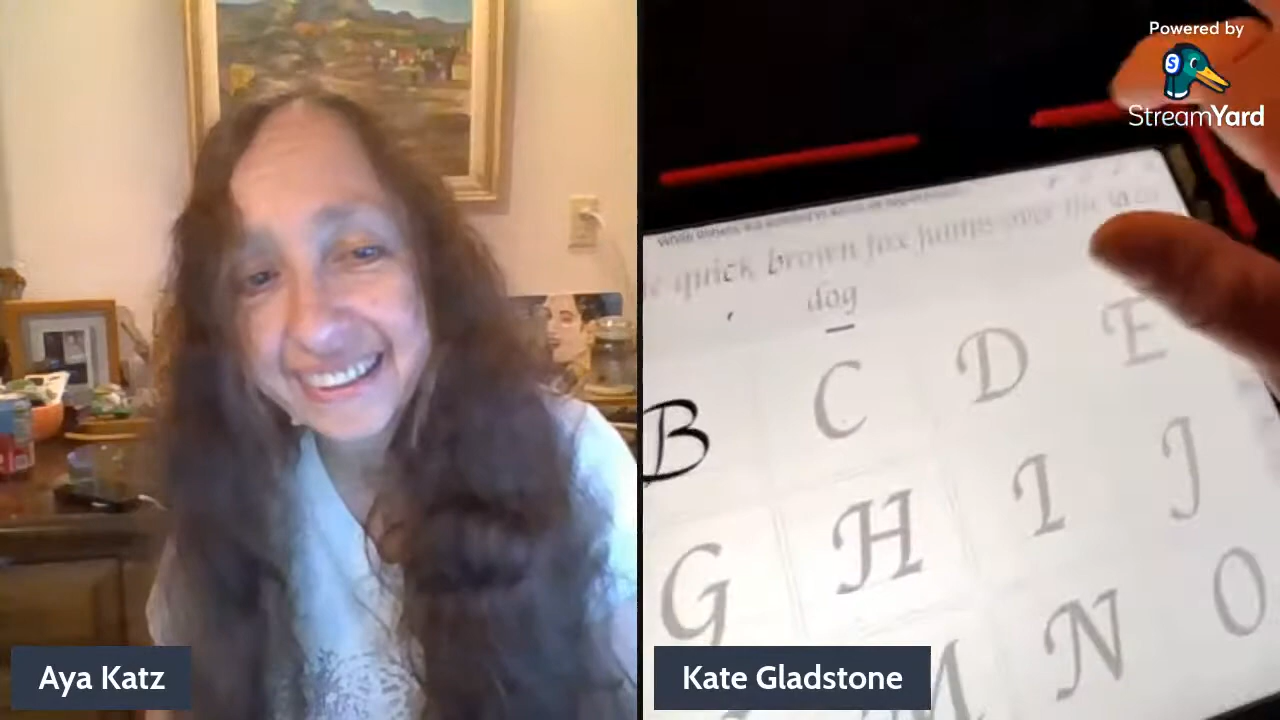 Powered by
StreamYard
quick brown fox jumps over the
dog
B C D E
G H I J
M N O
Aya Katz
Kate Gladstone